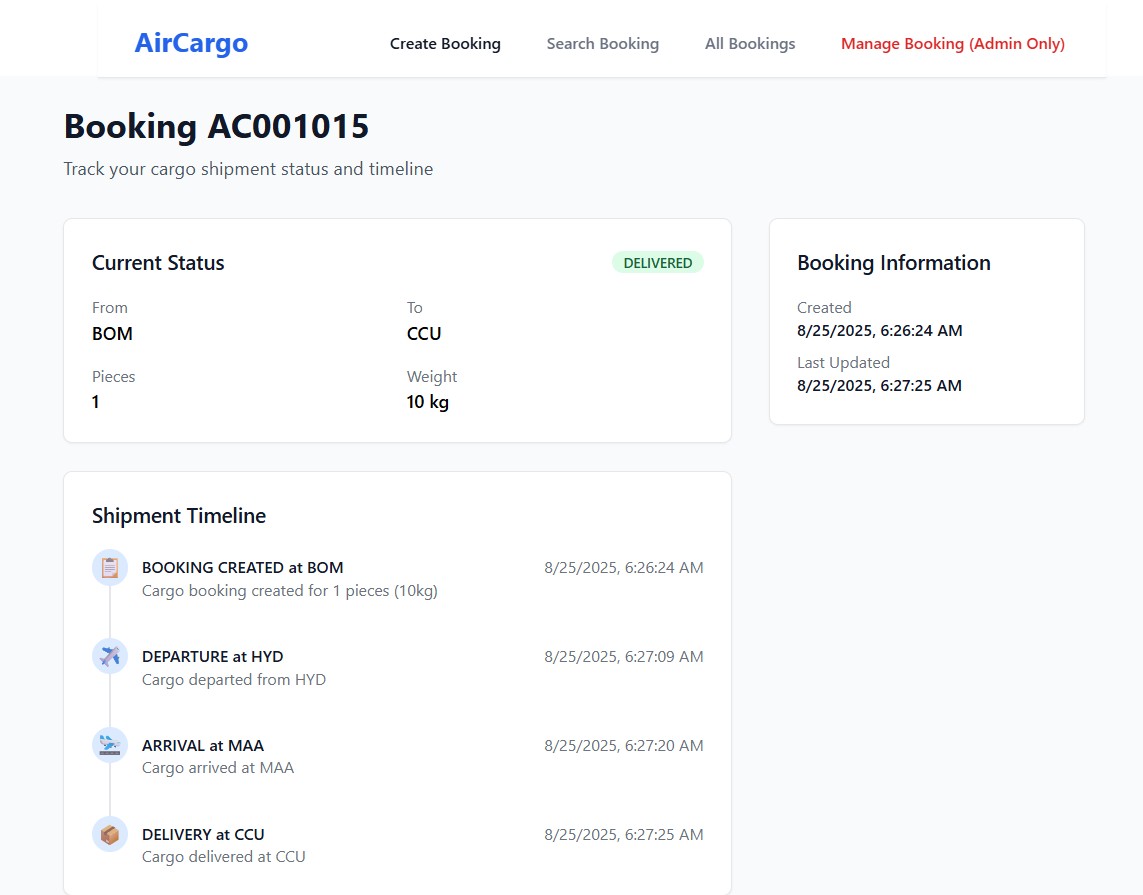 AirCargo
Create Booking
Search Booking
All Bookings
Manage Booking (Admin Only)
Booking AC001015
Track your cargo shipment status and timeline
Current Status
DELIVERED
From
BOM
To
CCU
Pieces
1
Weight
10 kg
Booking Information
Created
8/25/2025, 6:26:24 AM
Last Updated
8/25/2025, 6:27:25 AM
Shipment Timeline
BOOKING CREATED at BOM
8/25/2025, 6:26:24 AM
Cargo booking created for 1 pieces (10kg)
DEPARTURE at HYD
8/25/2025, 6:27:09 AM
Cargo departed from HYD
ARRIVAL at MAA
8/25/2025, 6:27:20 AM
Cargo arrived at MAA
DELIVERY at CCU
8/25/2025, 6:27:25 AM
Cargo delivered at CCU